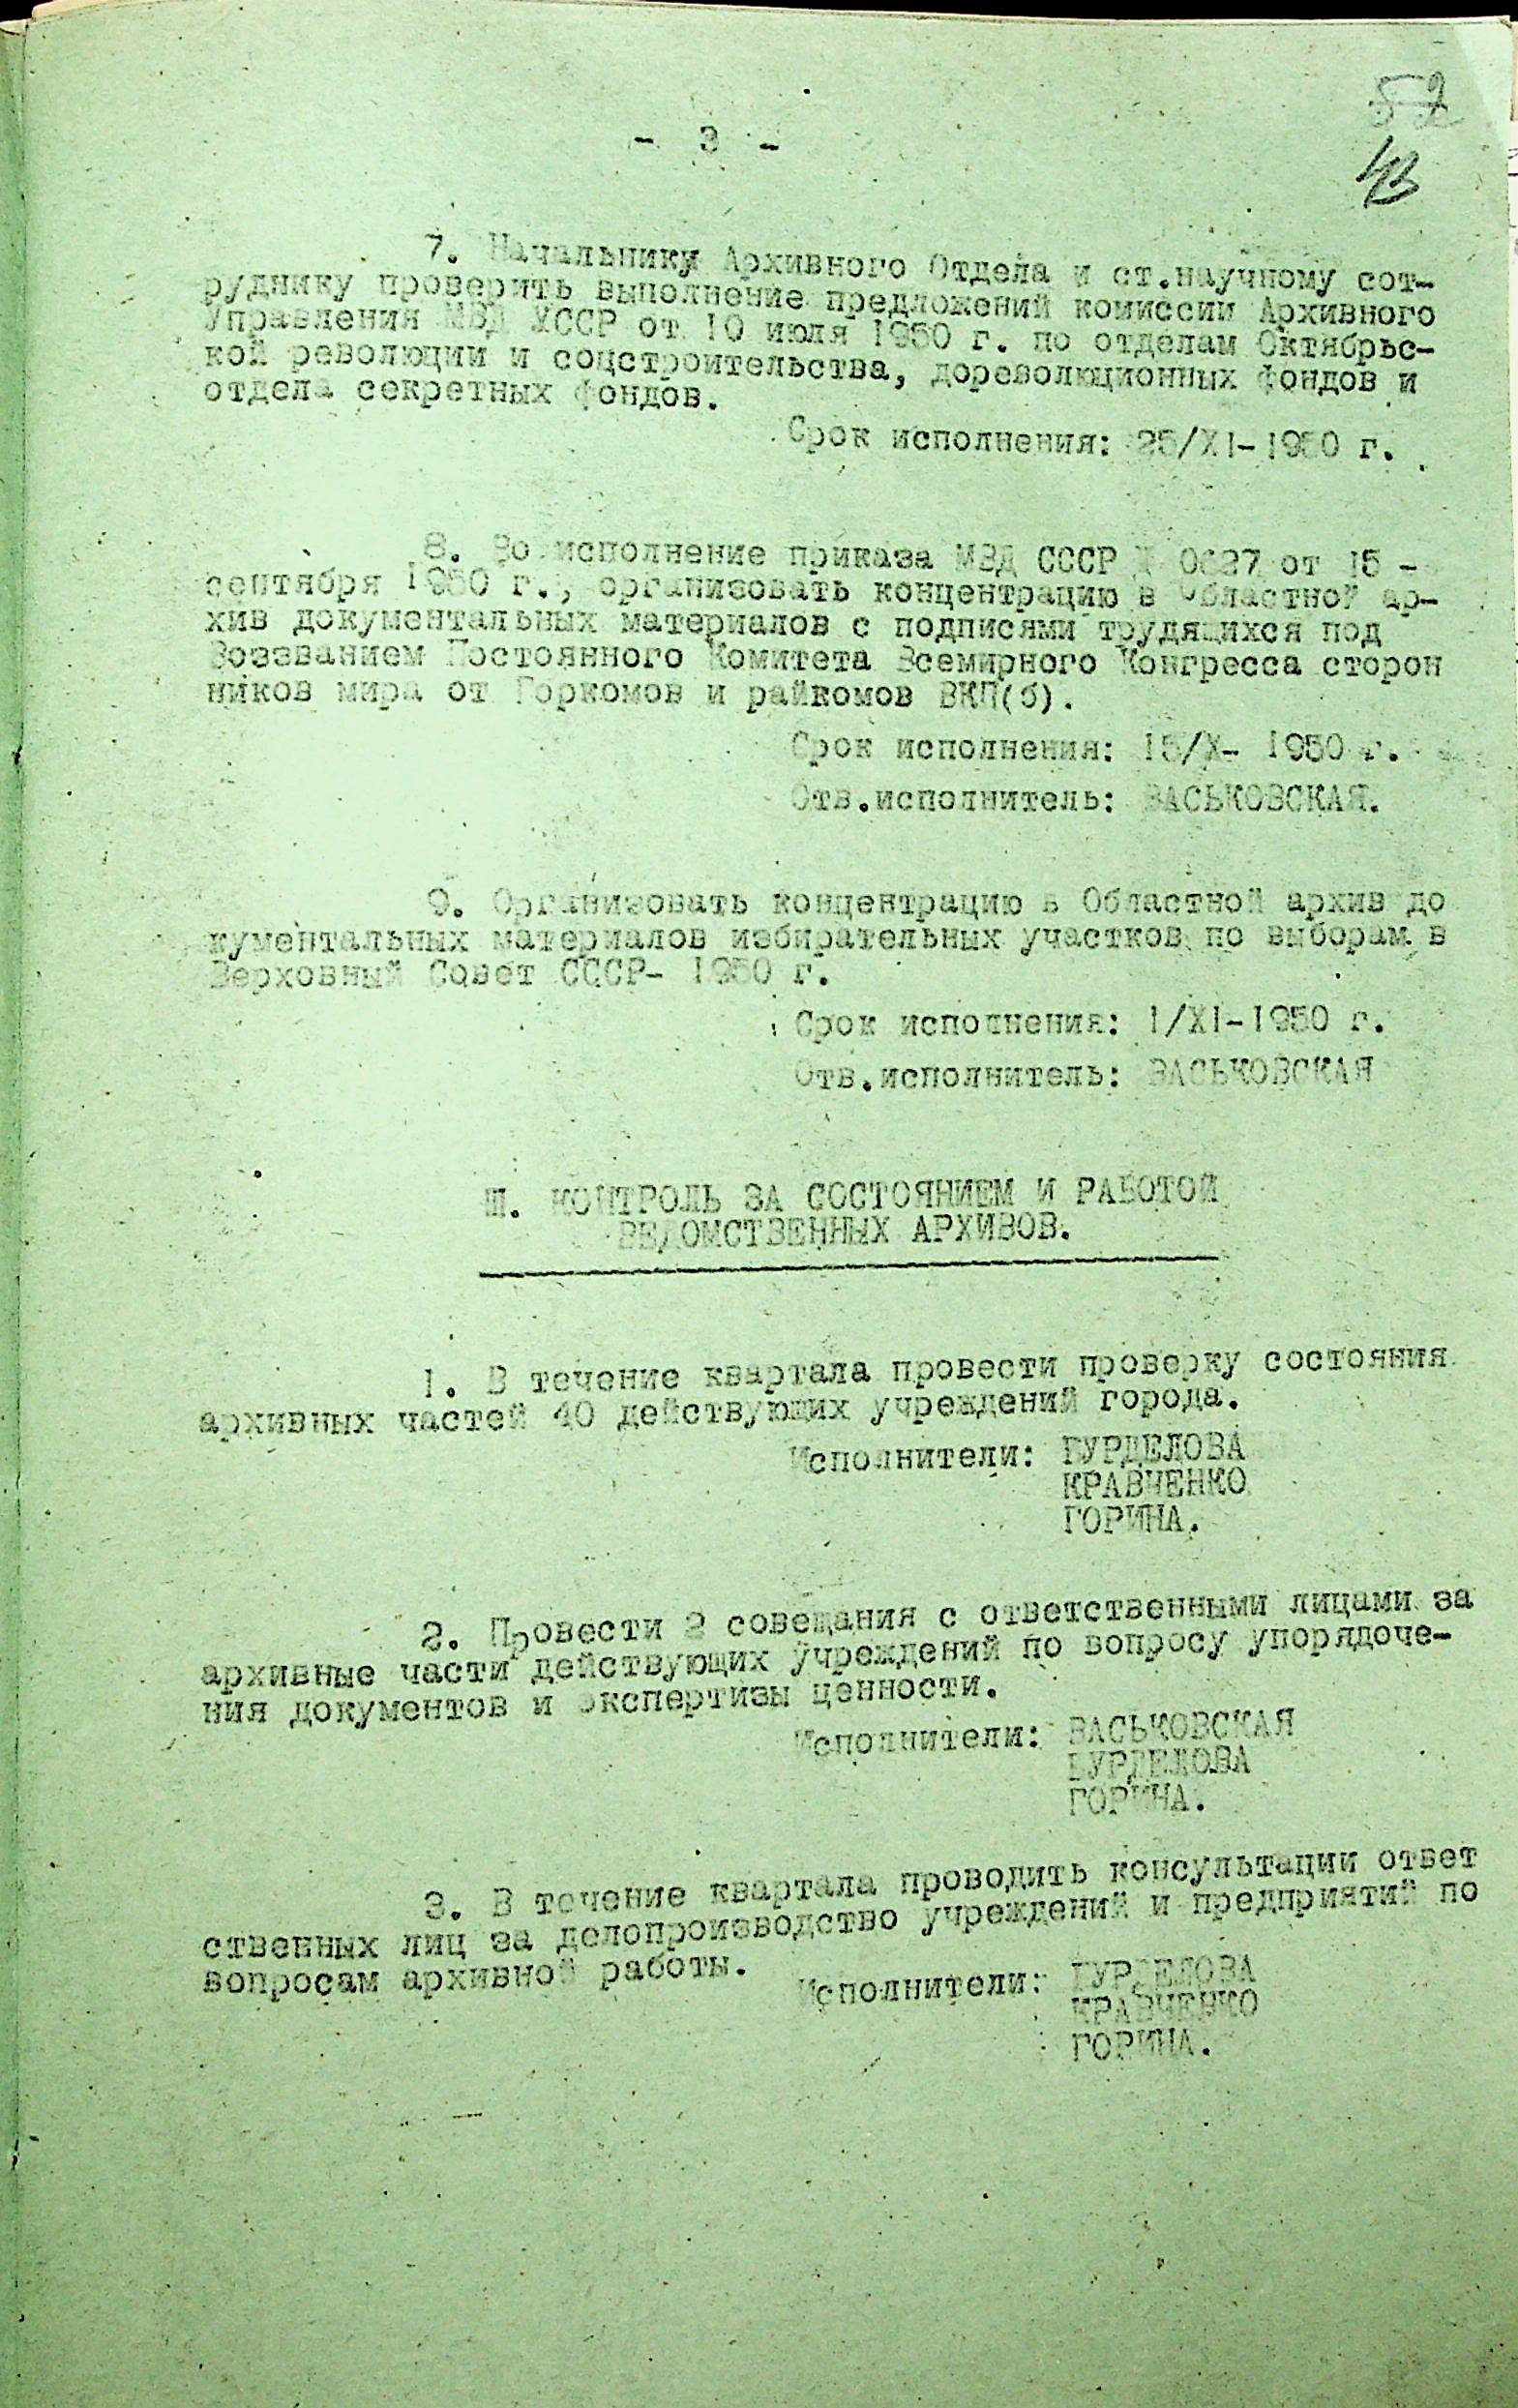 52
43
- 3 -
7. Начальнику Архивного Отдела и ст.научному сот-
руднику проверить выполнение предложений комиссии Архивного
Управления МВД УССР от 10 июля 1950 г. по отделам Октябрьс-
кой революции и соцстроительства, дореволюционных фондов и
отдела секретных фондов.
Срок исполнения: 25/XI-1950 г.
8. Во исполнение приказа МВД СССР от 15 -
сентября 1950 г., организовать концентрацию в Областной ар-
хив документальных материалов с подписями трудящихся под
Воззванием Постоянного Комитета Всемирного Конгресса сторон
ников мира от Горкомов и райкомов ВКП(б).
Срок исполнения: 15/X- 1950 г.
Отв.исполнитель: ВАСЬКОВСКАЯ.
9. Организовать концентрацию в Областной архив до
кументальных материалов избирательных участков по выборам в
Верховный Совет СССР- 1950 г.
Срок исполнения: 1/XI-1950 г.
Отв.исполнитель: ВАСЬКОВСКАЯ
Ш. КОНТРОЛЬ ЗА СОСТОЯНИЕМ И РАБОТОЙ
ВЕДОМСТВЕННЫХ АРХИВОВ.
1. В течение квартала провести проверку состояния
архивных частей 40 действующих учреждений города.
Исполнители: ГУРДЕЛОВА
КРАВЧЕНКО
ГОРИНА.
2. Провести 2 совещания с ответственными лицами за
архивные части действующих учреждений по вопросу упорядоче-
ния документов и экспертизы ценности.
Исполнители: ВАСЬКОВСКАЯ
ГУРДЕЛОВА
ГОРИНА.
3. В течение квартала проводить консультации ответ
ственных лиц за делопроизводство учреждений и предприятий по
вопросам архивной работы.
Исполнители: ГУРДЕЛОВА
КРАВЧЕНКО
ГОРИНА.